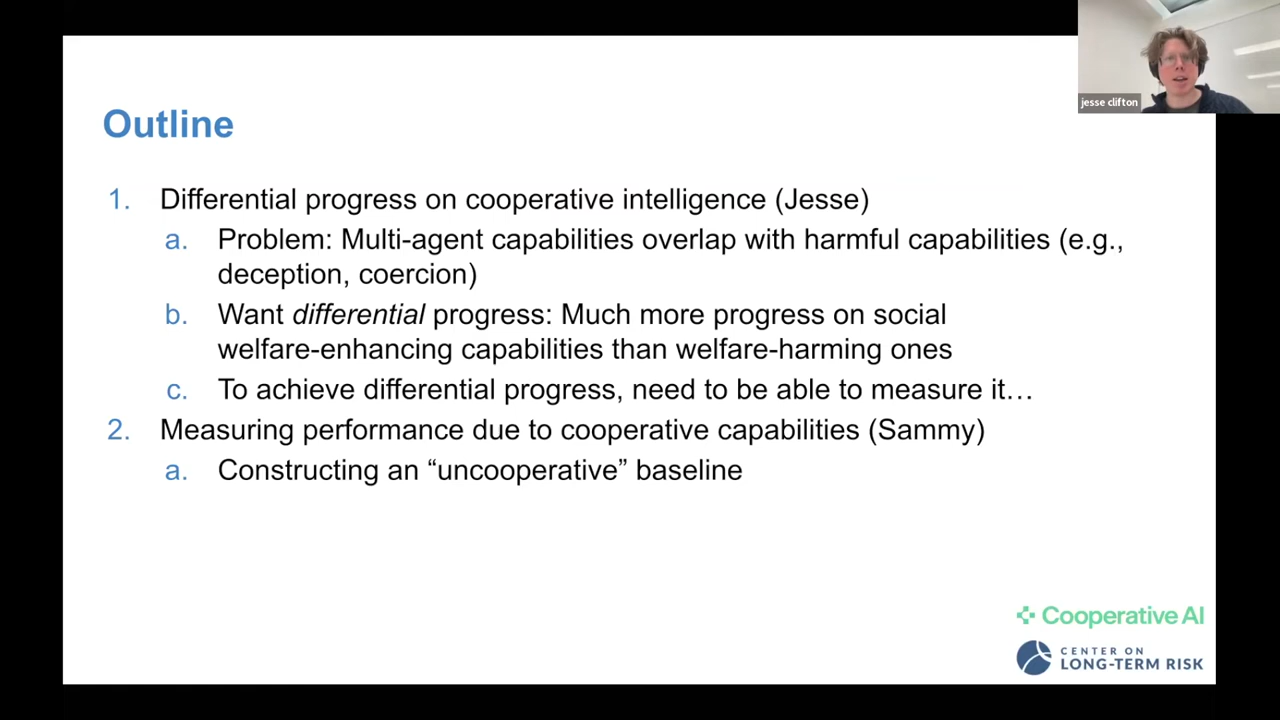 jesse clifton
Outline
1. Differential progress on cooperative intelligence (Jesse)
a. Problem: Multi-agent capabilities overlap with harmful capabilities (e.g.,
deception, coercion)
b. Want differential progress: Much more progress on social
welfare-enhancing capabilities than welfare-harming ones
c. To achieve differential progress, need to be able to measure it…
2. Measuring performance due to cooperative capabilities (Sammy)
a. Constructing an “uncooperative” baseline
Cooperative AI
CENTER ON
LONG-TERM RISK